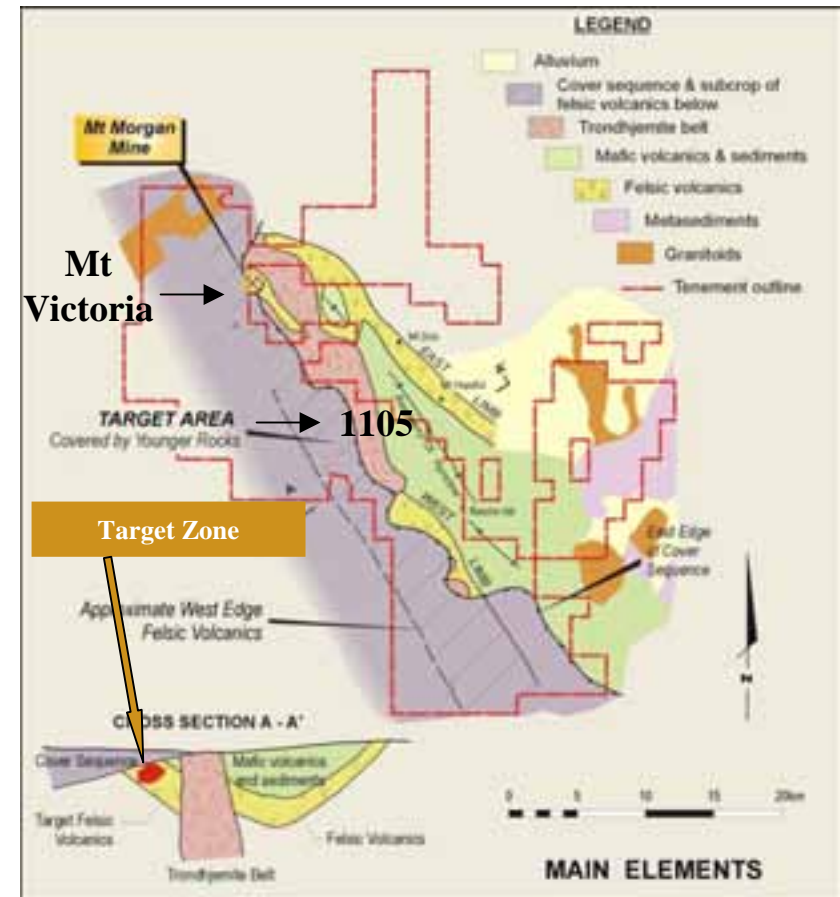 LEGEND
Alluvium
Cover sequence & subcrop of
felsic volcanics below
Trondhjemite belt
Mafic volcanics & sediments
Felsic volcanics
Metasediments
Granitoids
Tenement outline
Mt Morgan
Mine
Mt
Victoria
EAST
LIMB
TARGET AREA
Covered by Younger Rocks
1105
WEST
LIMB
Target Zone
East Edge
of Cover
Sequence
Approximate West Edge
Felsic Volcanics
N
CROSS SECTION A - A'
Cover Sequence
Mafic volcanics
and sediments
Target Felsic
Volcanics
Felsic Volcanics
Trondhjemite Belt
0 5 10 15 20km
MAIN ELEMENTS